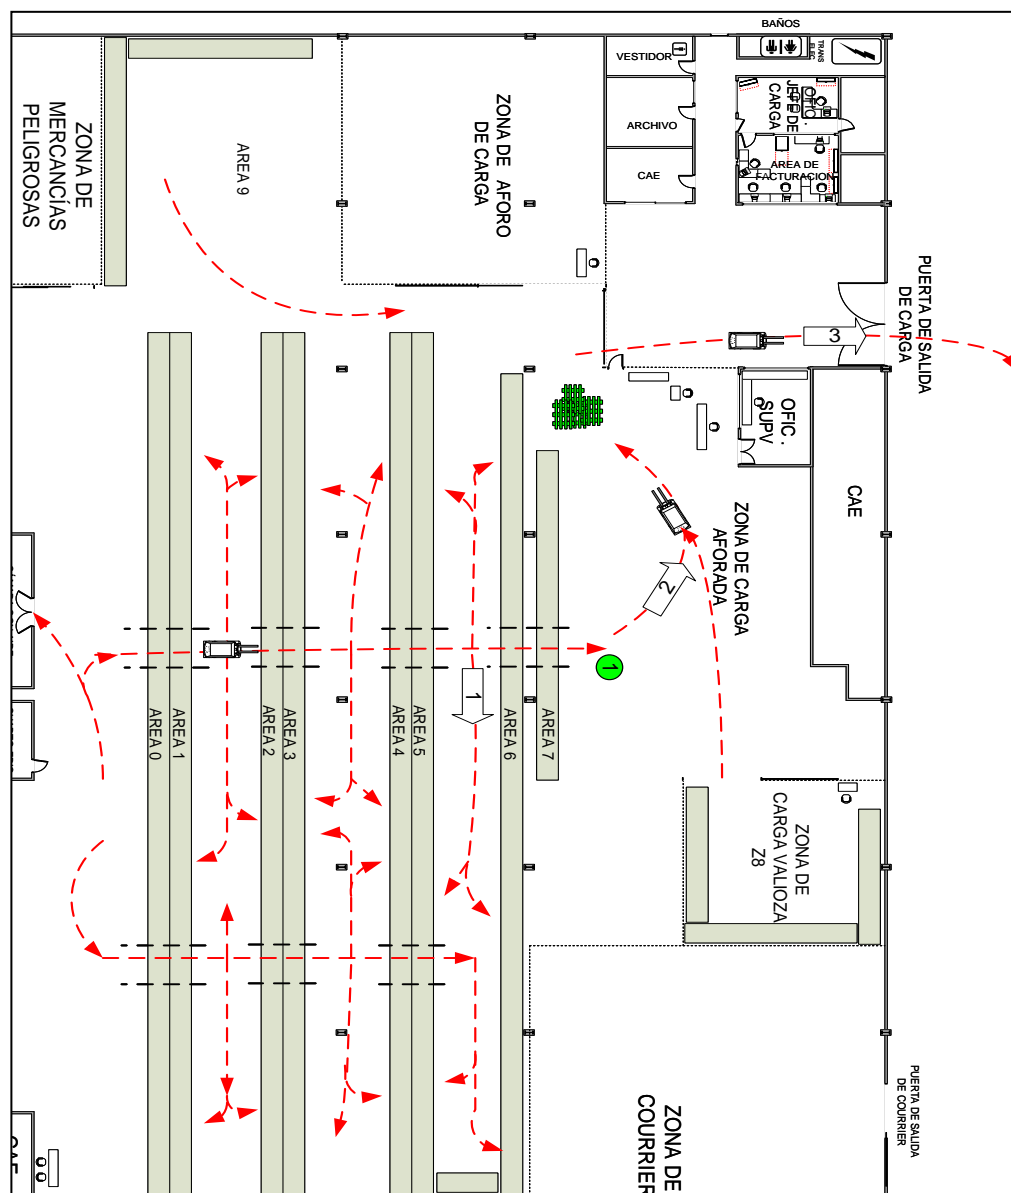 BAÑOS
TRANS
ELEC
VESTIDOR
ARCHIVO
CAE
JEFE DE
CARGA
AREA DE
FACTURACION
ZONA DE
MERCANCÍAS
PELIGROSAS
AREA 9
ZONA DE AFORO
DE CARGA
PUERTA DE SALIDA
DE CARGA
3
OFIC.
SUPV
CAE
ZONA DE CARGA
AFORADA
2
1
1
AREA 0
AREA 1
AREA 2
AREA 3
AREA 4
AREA 5
AREA 6
AREA 7
ZONA DE
CARGA VALIOZA
Z8
ZONA DE
COURRIER
PUERTA DE SALIDA
DE COURRIER